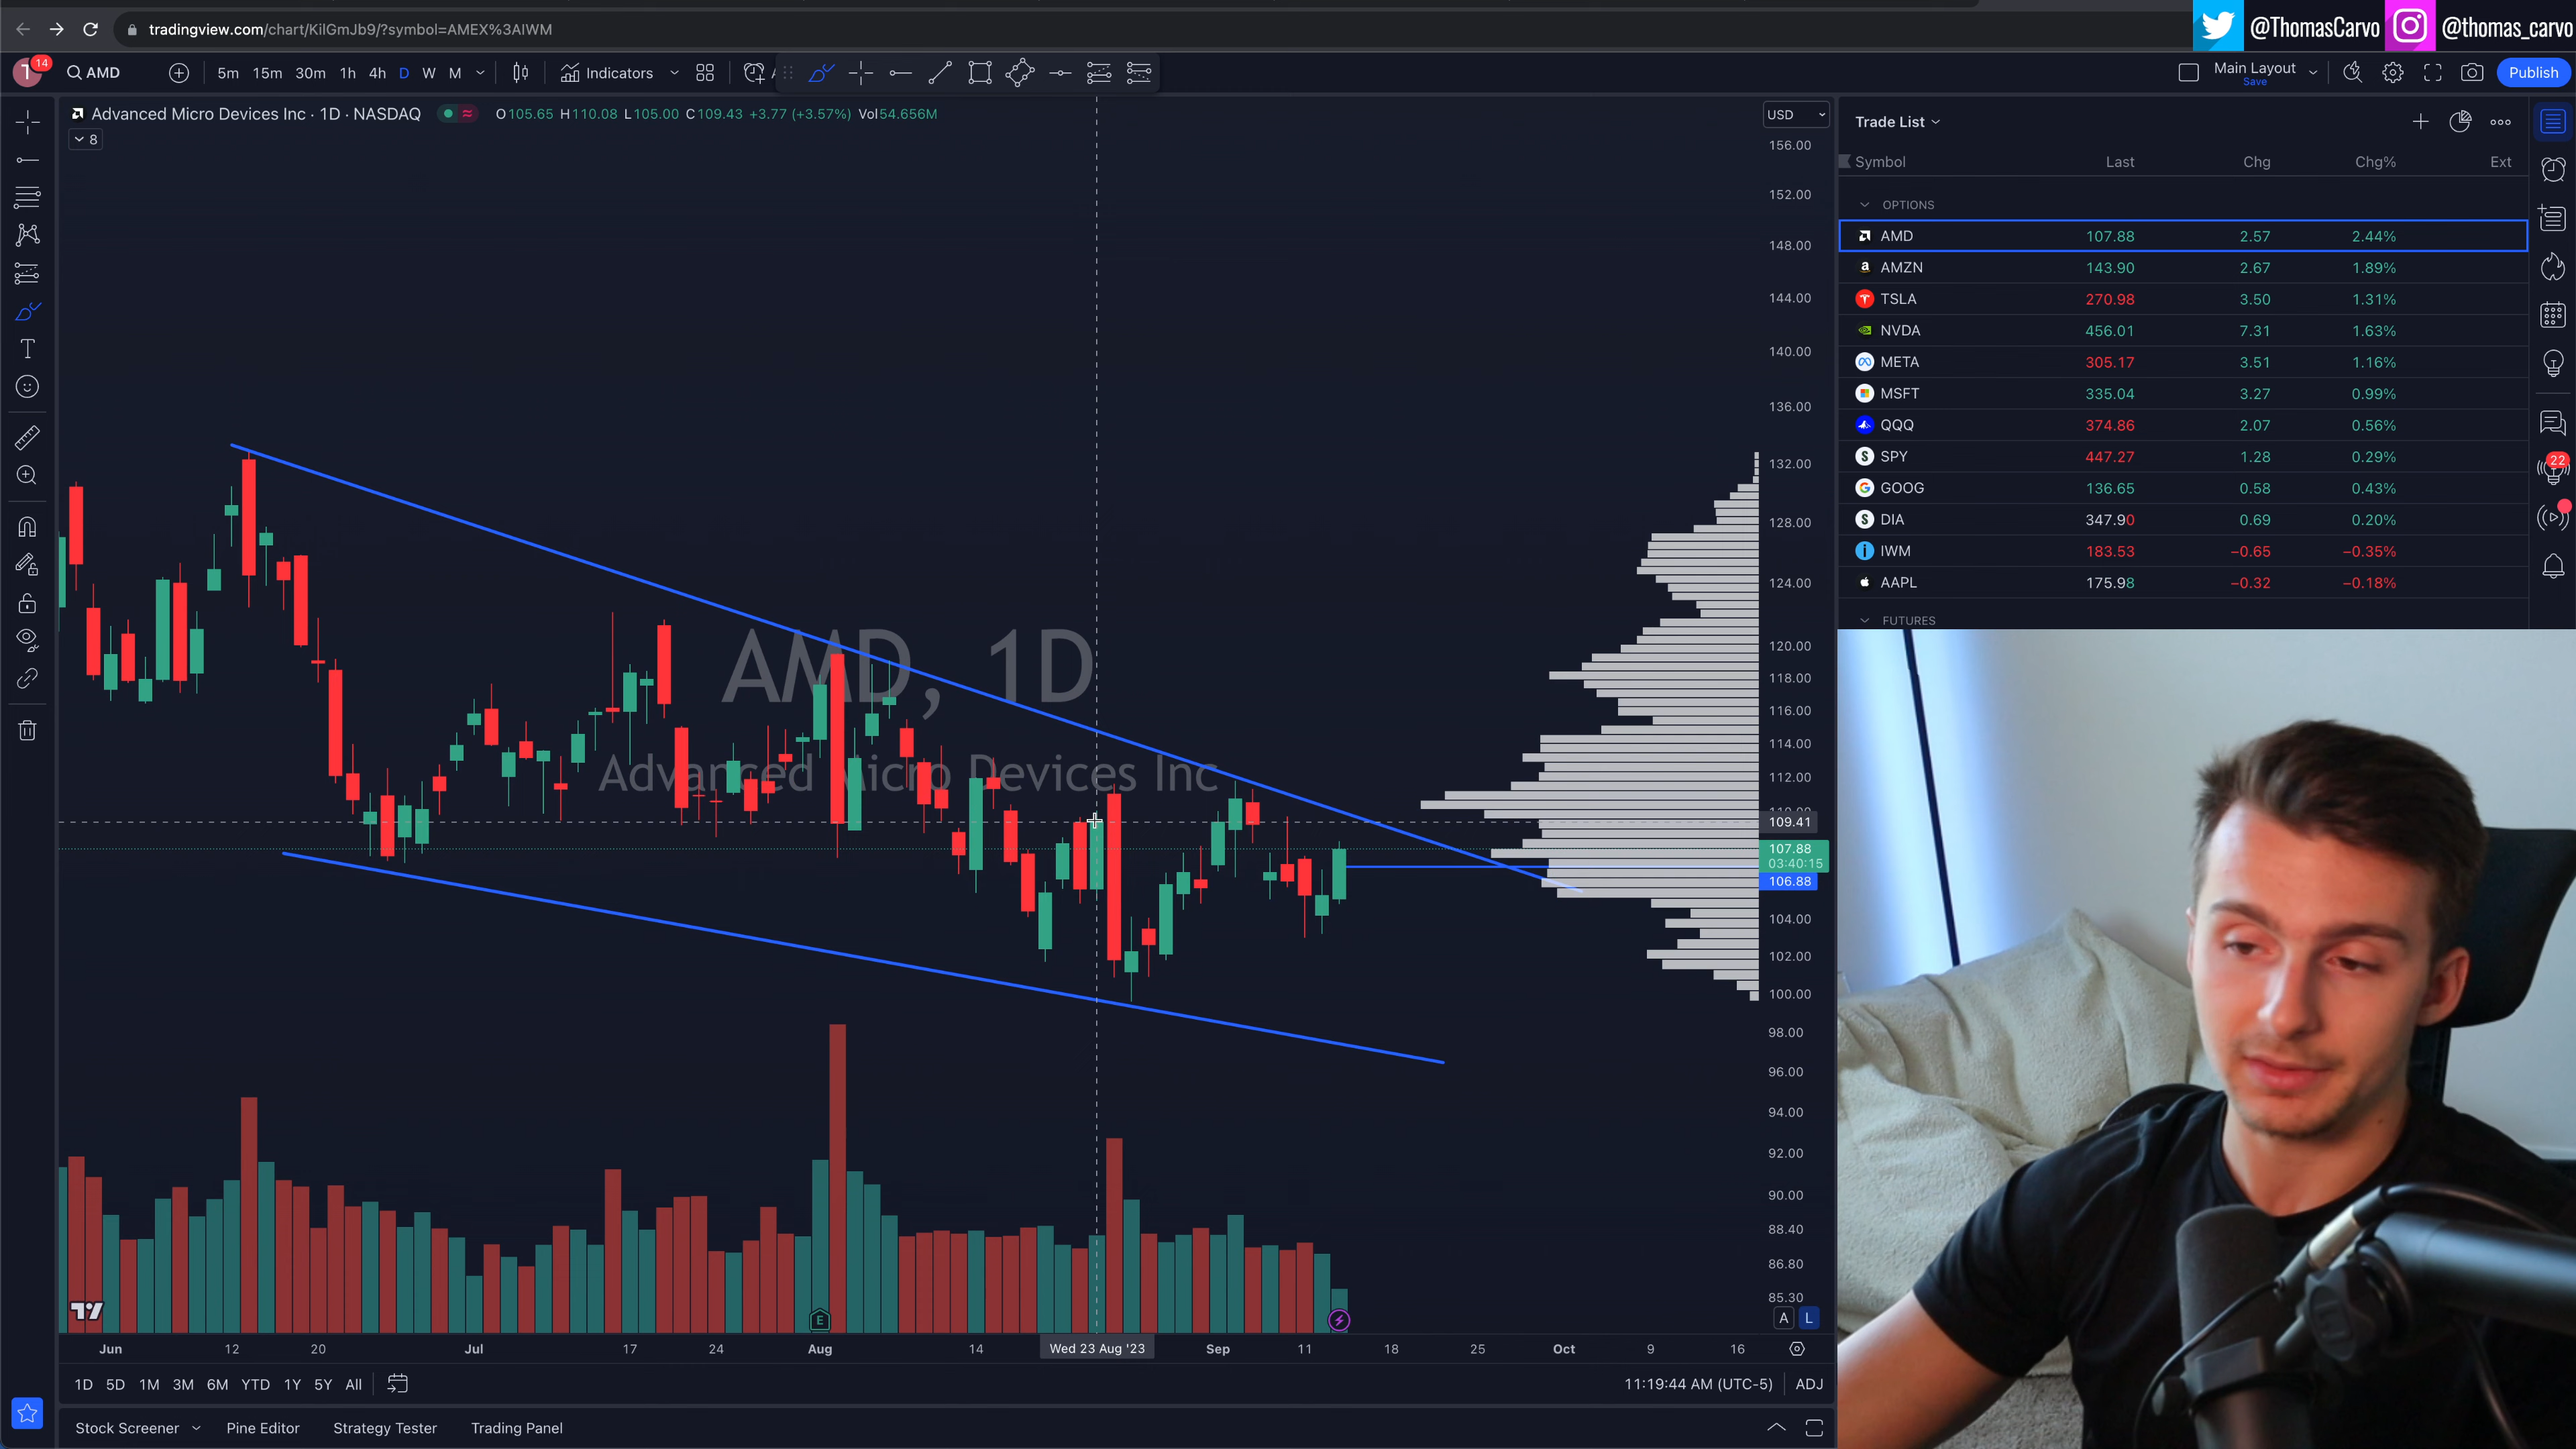 tradingview.com/chart/KilGmJb9/?symbol=AMEX%3AIWM
@ThomasCarvo
@thomas_carvo
T 14
AMD
5m 15m 30m 1h 4h D W M
Indicators
Main Layout
Save
Publish
Advanced Micro Devices Inc · 1D · NASDAQ
O105.65 H110.08 L105.00 C109.43 +3.77 (+3.57%) Vol54.656M
8
USD
156.00
152.00
148.00
144.00
140.00
136.00
132.00
128.00
124.00
120.00
118.00
116.00
114.00
112.00
110.00
109.41
107.88
03:40:15
106.88
104.00
102.00
100.00
98.00
96.00
94.00
92.00
90.00
88.40
86.80
85.30
A L
AMD, 1D
Advanced Micro Devices Inc
E
Jun 12 20 Jul 17 24 Aug 14 Wed 23 Aug '23 Sep 11 18 25 Oct 9 16
1D 5D 1M 3M 6M YTD 1Y 5Y All
11:19:44 AM (UTC-5) ADJ
Stock Screener Pine Editor Strategy Tester Trading Panel
Trade List
Symbol Last Chg Chg% Ext
OPTIONS
AMD 107.88 2.57 2.44%
AMZN 143.90 2.67 1.89%
TSLA 270.98 3.50 1.31%
NVDA 456.01 7.31 1.63%
META 305.17 3.51 1.16%
MSFT 335.04 3.27 0.99%
QQQ 374.86 2.07 0.56%
SPY 447.27 1.28 0.29%
GOOG 136.65 0.58 0.43%
DIA 347.90 0.69 0.20%
IWM 183.53 −0.65 −0.35%
AAPL 175.98 −0.32 −0.18%
FUTURES
22